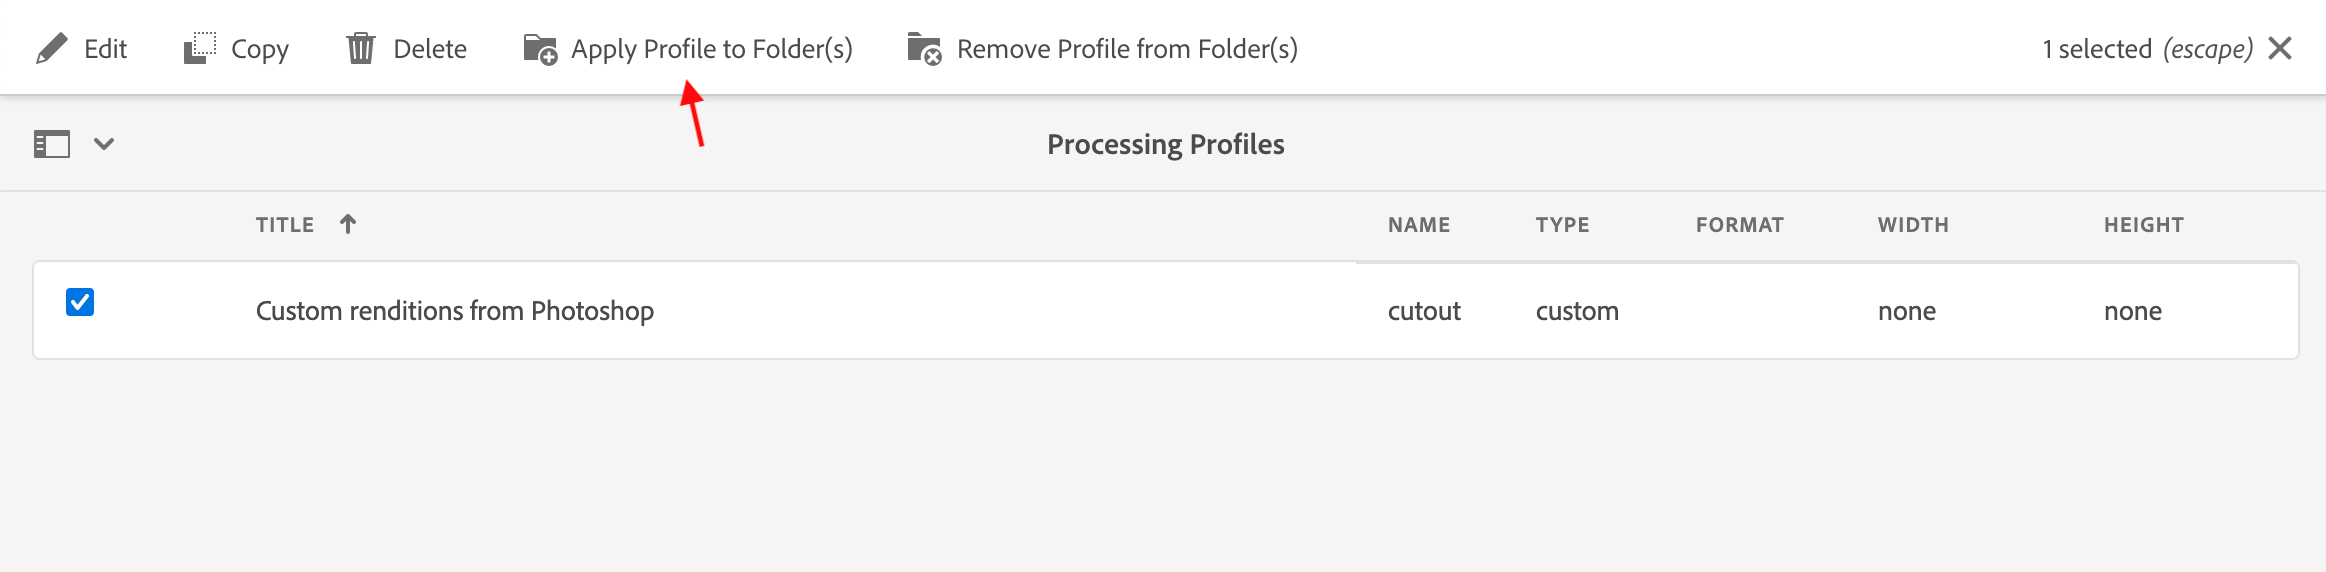 Edit Copy Delete Apply Profile to Folder(s) Remove Profile from Folder(s) 1 selected (escape)
Processing Profiles
TITLE NAME TYPE FORMAT WIDTH HEIGHT
Custom renditions from Photoshop cutout custom none none